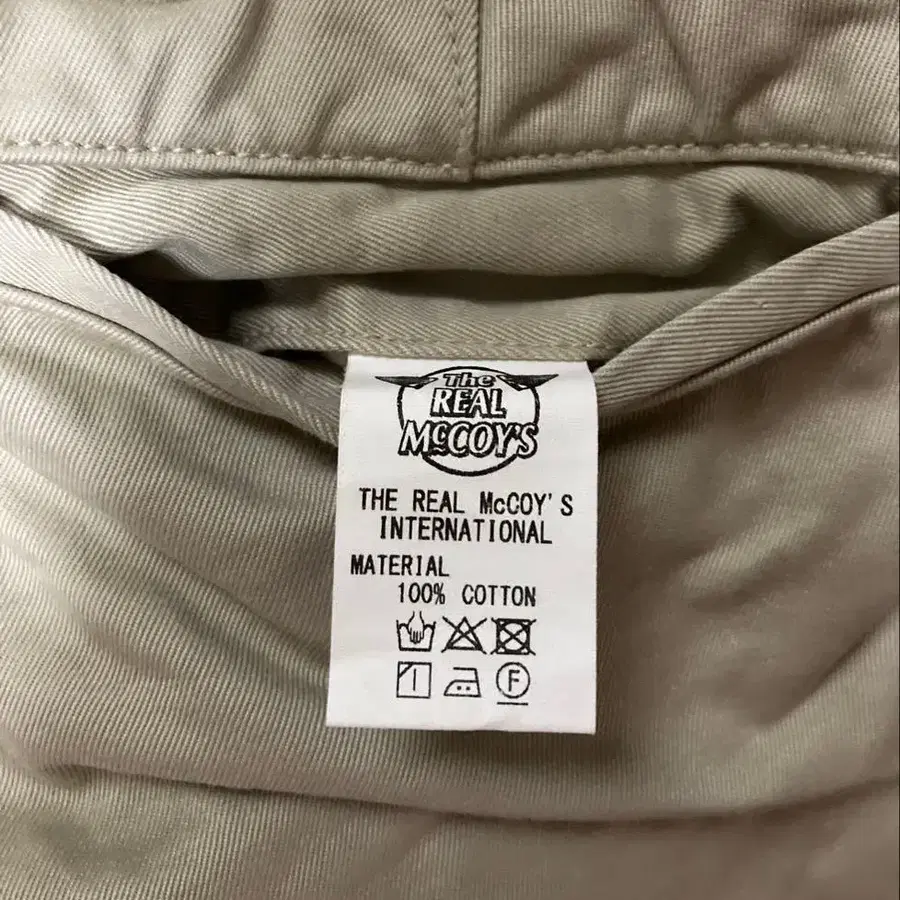 The
REAL
McCOY'S
THE REAL McCOY'S
INTERNATIONAL
MATERIAL
100% COTTON
F